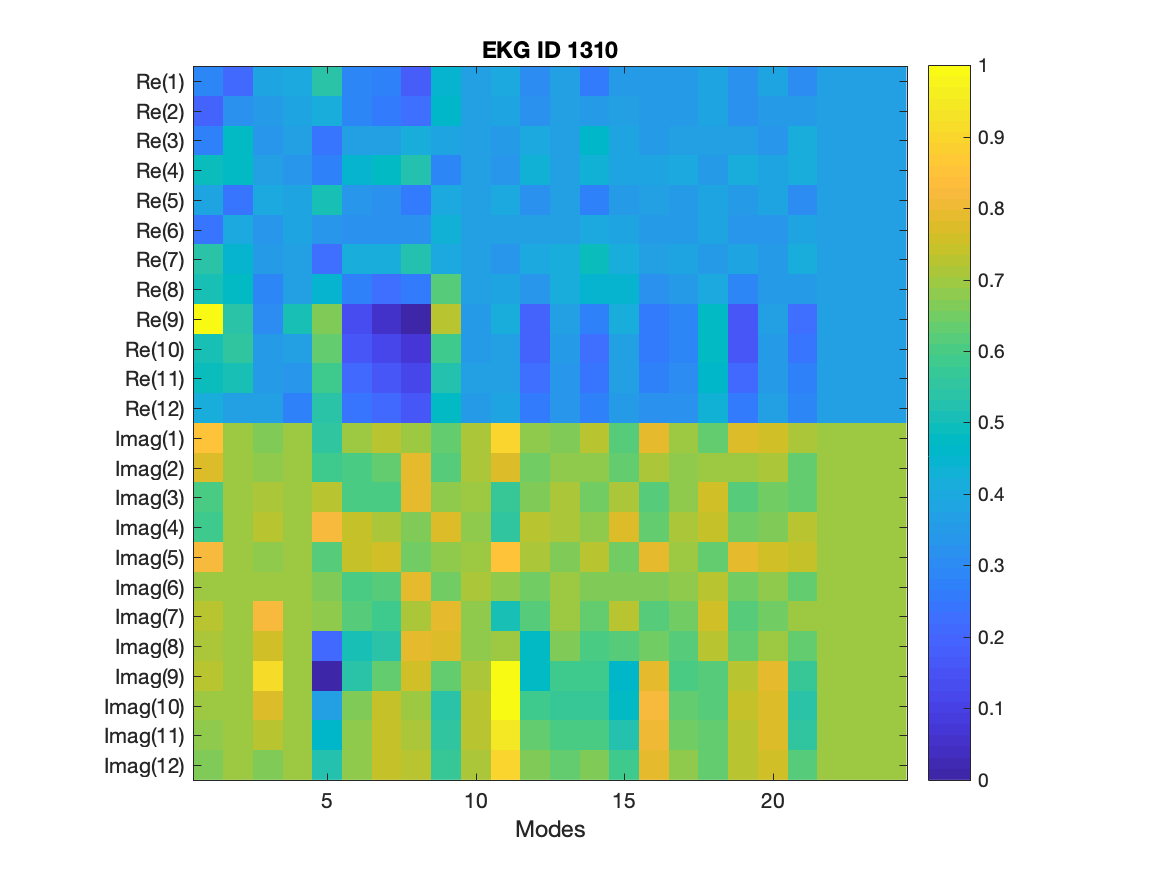 EKG ID 1310
Re(1)
Re(2)
Re(3)
Re(4)
Re(5)
Re(6)
Re(7)
Re(8)
Re(9)
Re(10)
Re(11)
Re(12)
Imag(1)
Imag(2)
Imag(3)
Imag(4)
Imag(5)
Imag(6)
Imag(7)
Imag(8)
Imag(9)
Imag(10)
Imag(11)
Imag(12)
5 10 15 20
Modes
1
0.9
0.8
0.7
0.6
0.5
0.4
0.3
0.2
0.1
0